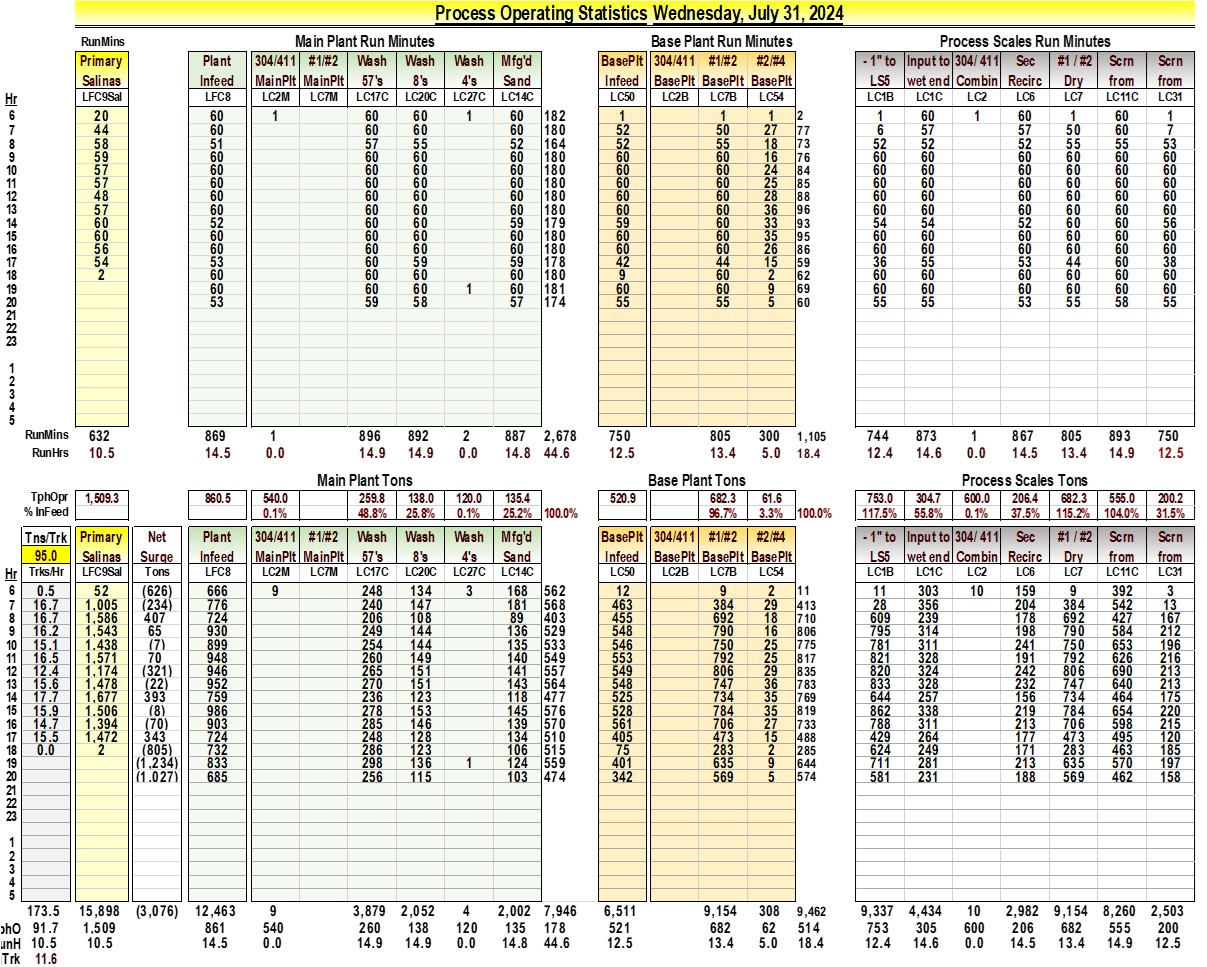 Process Operating Statistics Wednesday, July 31, 2024
RunMins Main Plant Run Minutes Base Plant Run Minutes Process Scales Run Minutes
Primary Plant 304/411 #1/#2 Wash Wash Wash Mfg'd BasePlt 304/411 #1/#2 #2/#4 - 1" to Input to 304/ 411 Sec #1 / #2 Scrn Scrn
Salinas Infeed MainPlt MainPlt 57's 8's 4's Sand Infeed BasePlt BasePlt BasePlt LS5 wet end Combin Recirc Dry from from
Hr LFC9Sal LFC8 LC2M LC7M LC17C LC20C LC27C LC14C LC50 LC2B LC7B LC54 LC1B LC1C LC2 LC6 LC7 LC11C LC31
6 20 60 1 60 60 1 60 182 1 1 1 2 1 60 1 60 1 60 1
7 44 60 60 60 60 180 52 50 27 77 6 57 57 50 60 7
8 58 51 57 55 52 164 52 55 18 73 52 52 52 55 55 53
9 59 60 60 60 60 180 60 60 16 76 60 60 60 60 60 60
10 57 60 60 60 60 180 60 60 24 84 60 60 60 60 60 60
11 57 60 60 60 60 180 60 60 25 85 60 60 60 60 60 60
12 48 60 60 60 60 180 60 60 28 88 60 60 60 60 60 60
13 57 60 60 60 60 180 60 60 36 96 60 60 60 60 60 60
14 60 52 60 60 59 179 59 60 33 93 54 54 52 60 60 56
15 60 60 60 60 60 180 60 60 35 95 60 60 60 60 60 60
16 56 60 60 60 60 180 60 60 26 86 60 60 60 60 60 60
17 54 53 60 59 59 178 42 44 15 59 36 55 53 44 60 38
18 2 60 60 60 60 180 9 60 2 62 60 60 60 60 60 60
19 60 60 60 1 60 181 60 60 9 69 60 60 60 60 60 60
20 53 59 58 57 174 55 55 5 60 55 55 53 55 58 55
21
22
23
1
2
3
4
5
RunMins 632 869 1 896 892 2 887 2,678 750 805 300 1,105 744 873 1 867 805 893 750
RunHrs 10.5 14.5 0.0 14.9 14.9 0.0 14.8 44.6 12.5 13.4 5.0 18.4 12.4 14.6 0.0 14.5 13.4 14.9 12.5
Main Plant Tons Base Plant Tons Process Scales Tons
TphOpr 1,509.3 860.5 540.0 259.8 138.0 120.0 135.4 520.9 682.3 61.6 753.0 304.7 600.0 206.4 682.3 555.0 200.2
% InFeed 0.1% 48.8% 25.8% 0.1% 25.2% 100.0% 96.7% 3.3% 100.0% 117.5% 55.8% 0.1% 37.5% 115.2% 104.0% 31.5%
Tns/Trk Primary Net Plant 304/411 #1/#2 Wash Wash Wash Mfg'd BasePlt 304/411 #1/#2 #2/#4 - 1" to Input to 304/ 411 Sec #1 / #2 Scrn Scrn
95.0 Salinas Surge Infeed MainPlt MainPlt 57's 8's 4's Sand Infeed BasePlt BasePlt BasePlt LS5 wet end Combin Recirc Dry from from
Hr Trks/Hr LFC9Sal Tons LFC8 LC2M LC7M LC17C LC20C LC27C LC14C LC50 LC2B LC7B LC54 LC1B LC1C LC2 LC6 LC7 LC11C LC31
6 0.5 52 (626) 666 9 248 134 3 168 562 12 9 2 11 11 303 10 159 9 392 3
7 16.7 1,005 (234) 776 240 147 181 568 463 384 29 413 28 356 204 384 542 13
8 16.7 1,586 407 724 206 108 89 403 455 692 18 710 609 239 178 692 427 167
9 16.2 1,543 65 930 249 144 136 529 548 790 16 806 795 314 198 790 584 212
10 15.1 1,438 (7) 899 254 144 135 533 546 750 25 775 781 311 241 750 653 196
11 16.5 1,571 70 948 260 149 140 549 553 792 25 817 821 328 191 792 626 216
12 12.4 1,174 (321) 946 265 151 141 557 549 806 29 835 820 324 242 806 690 213
13 15.6 1,478 (22) 952 270 151 143 564 548 747 36 783 833 328 232 747 640 213
14 17.7 1,677 393 759 236 123 118 477 525 734 35 769 644 257 156 734 464 175
15 15.9 1,506 (8) 986 278 153 145 576 528 784 35 819 862 338 219 784 654 220
16 14.7 1,394 (70) 903 285 146 139 570 561 706 27 733 788 311 213 706 598 215
17 15.5 1,472 343 724 248 128 134 510 405 473 15 488 429 264 177 473 495 120
18 0.0 2 (805) 732 286 123 106 515 75 283 2 285 624 249 171 283 463 185
19 (1,234) 833 298 136 1 124 559 401 635 9 644 711 281 213 635 570 197
20 (1,027) 685 256 115 103 474 342 569 5 574 581 231 188 569 462 158
21
22
23
1
2
3
4
5
173.5 15,898 (3,076) 12,463 9 3,879 2,052 4 2,002 7,946 6,511 9,154 308 9,462 9,337 4,434 10 2,982 9,154 8,260 2,503
phO 91.7 1,509 861 540 260 138 120 135 178 521 682 62 514 753 305 600 206 682 555 200
unH 10.5 10.5 14.5 0.0 14.9 14.9 0.0 14.8 44.6 12.5 13.4 5.0 18.4 12.4 14.6 0.0 14.5 13.4 14.9 12.5
Trk 11.6